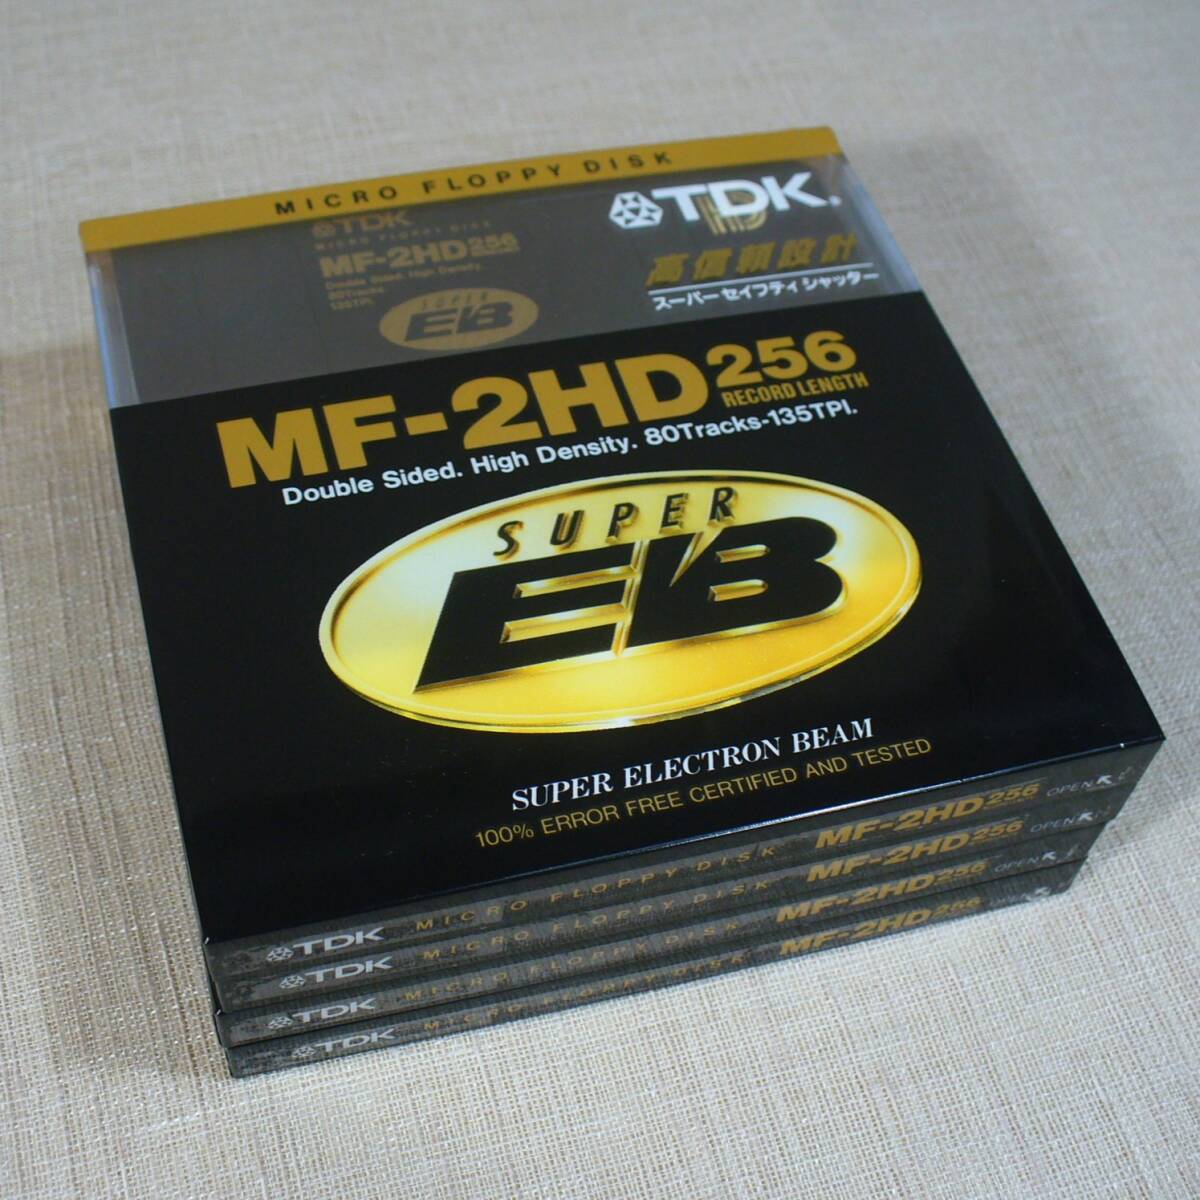 MICRO FLOPPY DISK
TDK
MICRO FLOPPY DISK
MF-2HD256
Double Sided. High Density.
80Tracks
135TPI.
SUPER
EB
TDK.
HD
高信頼設計
スーパー セイフティ シャッター
MF-2HD256
RECORD LENGTH
Double Sided. High Density. 80Tracks-135TPI.
SUPER
EB
SUPER ELECTRON BEAM
100% ERROR FREE CERTIFIED AND TESTED
TDK MICRO FLOPPY DISK MF-2HD256 OPEN
TDK MICRO FLOPPY DISK MF-2HD256 OPEN
TDK MICRO FLOPPY DISK MF-2HD256 OPEN
TDK MICRO FLOPPY DISK MF-2HD256